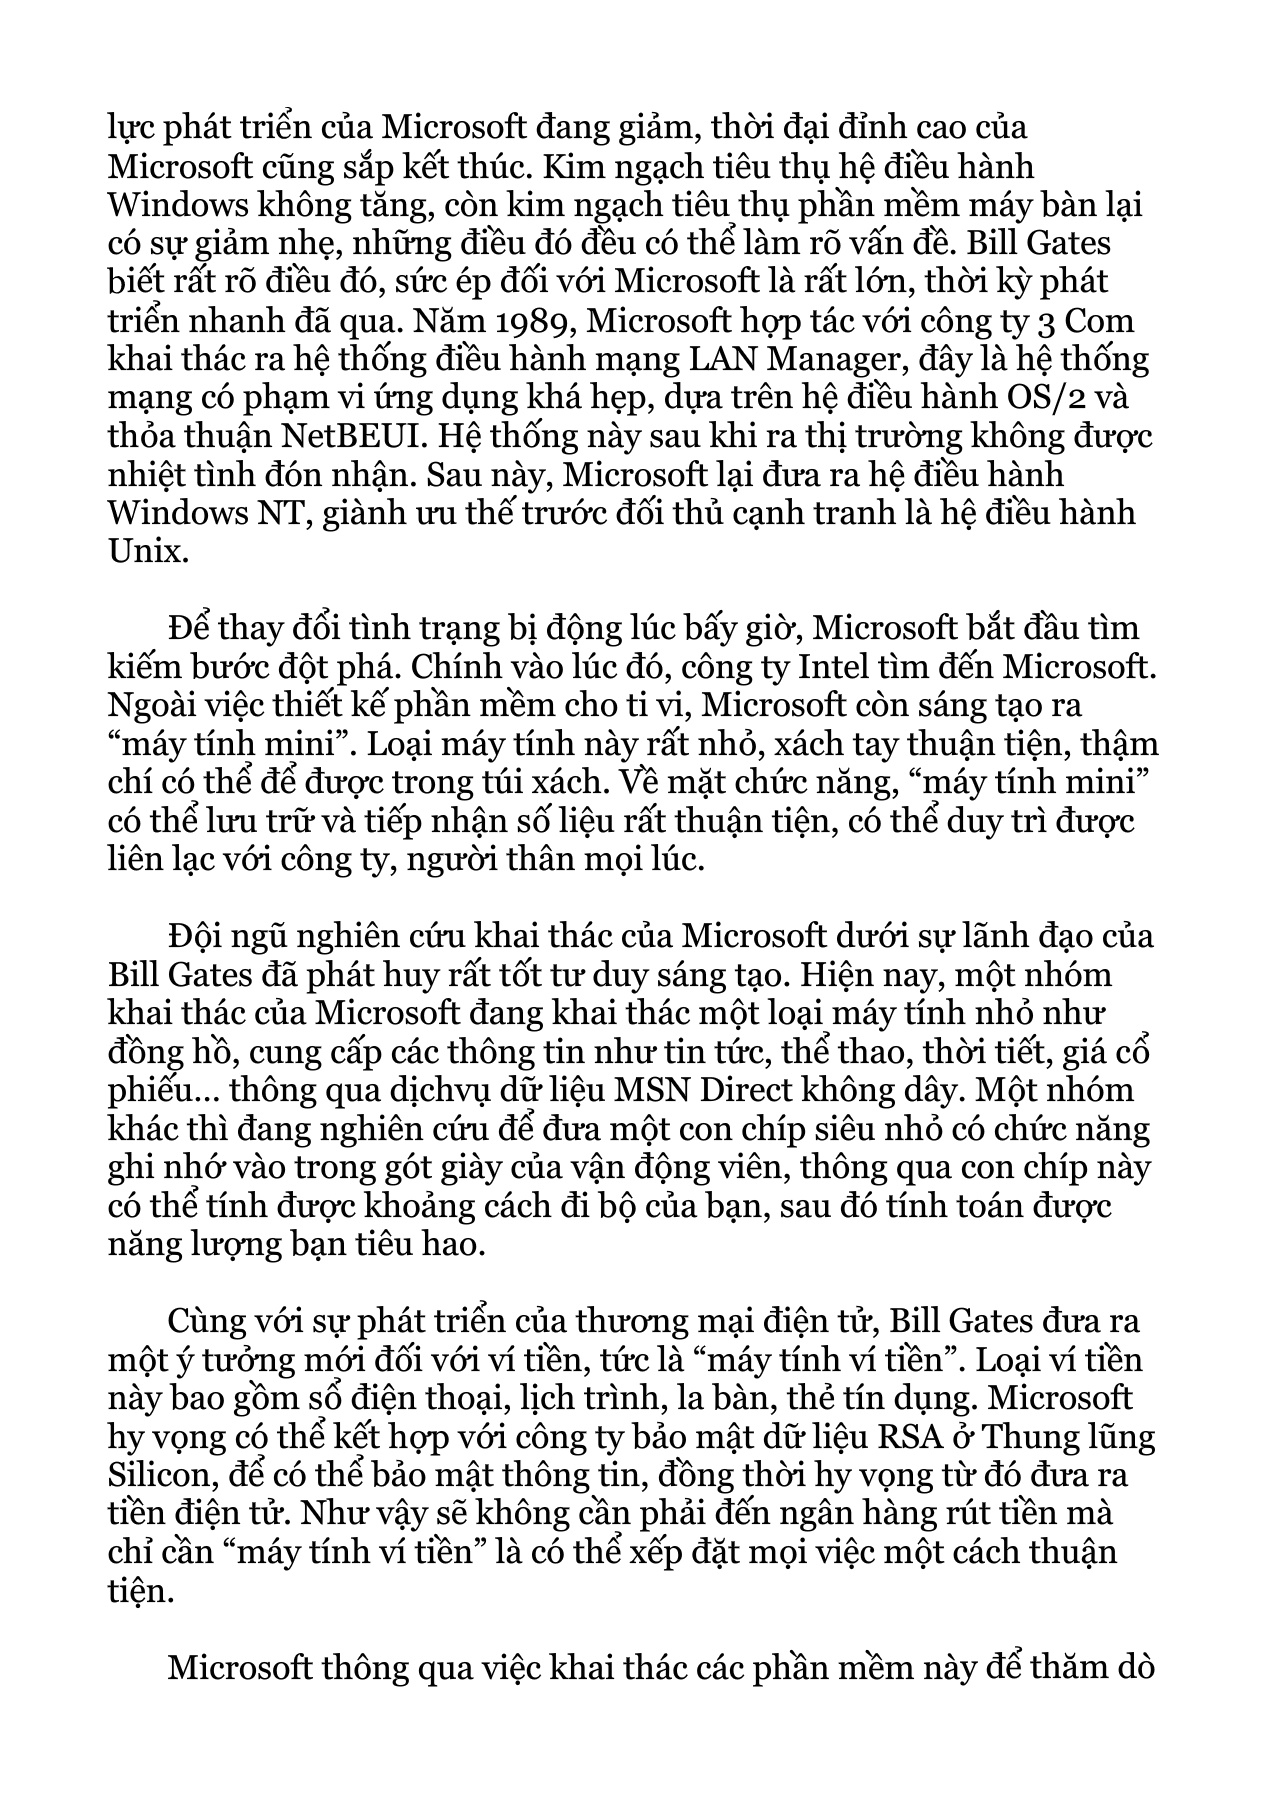 lực phát triển của Microsoft đang giảm, thời đại đỉnh cao của
Microsoft cũng sắp kết thúc. Kim ngạch tiêu thụ hệ điều hành
Windows không tăng, còn kim ngạch tiêu thụ phần mềm máy bàn lại
có sự giảm nhẹ, những điều đó đều có thể làm rõ vấn đề. Bill Gates
biết rất rõ điều đó, sức ép đối với Microsoft là rất lớn, thời kỳ phát
triển nhanh đã qua. Năm 1989, Microsoft hợp tác với công ty 3 Com
khai thác ra hệ thống điều hành mạng LAN Manager, đây là hệ thống
mạng có phạm vi ứng dụng khá hẹp, dựa trên hệ điều hành OS/2 và
thỏa thuận NetBEUI. Hệ thống này sau khi ra thị trường không được
nhiệt tình đón nhận. Sau này, Microsoft lại đưa ra hệ điều hành
Windows NT, giành ưu thế trước đối thủ cạnh tranh là hệ điều hành
Unix.
Để thay đổi tình trạng bị động lúc bấy giờ, Microsoft bắt đầu tìm
kiếm bước đột phá. Chính vào lúc đó, công ty Intel tìm đến Microsoft.
Ngoài việc thiết kế phần mềm cho ti vi, Microsoft còn sáng tạo ra
“máy tính mini”. Loại máy tính này rất nhỏ, xách tay thuận tiện, thậm
chí có thể để được trong túi xách. Về mặt chức năng, “máy tính mini”
có thể lưu trữ và tiếp nhận số liệu rất thuận tiện, có thể duy trì được
liên lạc với công ty, người thân mọi lúc.
Đội ngũ nghiên cứu khai thác của Microsoft dưới sự lãnh đạo của
Bill Gates đã phát huy rất tốt tư duy sáng tạo. Hiện nay, một nhóm
khai thác của Microsoft đang khai thác một loại máy tính nhỏ như
đồng hồ, cung cấp các thông tin như tin tức, thể thao, thời tiết, giá cổ
phiếu... thông qua dịchvụ dữ liệu MSN Direct không dây. Một nhóm
khác thì đang nghiên cứu để đưa một con chíp siêu nhỏ có chức năng
ghi nhớ vào trong gót giày của vận động viên, thông qua con chíp này
có thể tính được khoảng cách đi bộ của bạn, sau đó tính toán được
năng lượng bạn tiêu hao.
Cùng với sự phát triển của thương mại điện tử, Bill Gates đưa ra
một ý tưởng mới đối với ví tiền, tức là “máy tính ví tiền”. Loại ví tiền
này bao gồm sổ điện thoại, lịch trình, la bàn, thẻ tín dụng. Microsoft
hy vọng có thể kết hợp với công ty bảo mật dữ liệu RSA ở Thung lũng
Silicon, để có thể bảo mật thông tin, đồng thời hy vọng từ đó đưa ra
tiền điện tử. Như vậy sẽ không cần phải đến ngân hàng rút tiền mà
chỉ cần “máy tính ví tiền” là có thể xếp đặt mọi việc một cách thuận
tiện.
Microsoft thông qua việc khai thác các phần mềm này để thăm dò